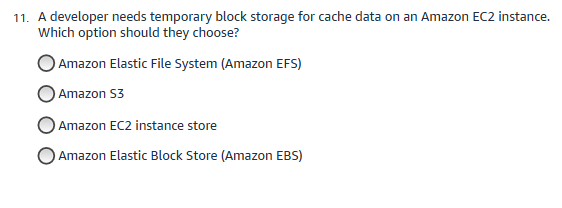 11. A developer needs temporary block storage for cache data on an Amazon EC2 instance.
Which option should they choose?
Amazon Elastic File System (Amazon EFS)
Amazon S3
Amazon EC2 instance store
Amazon Elastic Block Store (Amazon EBS)